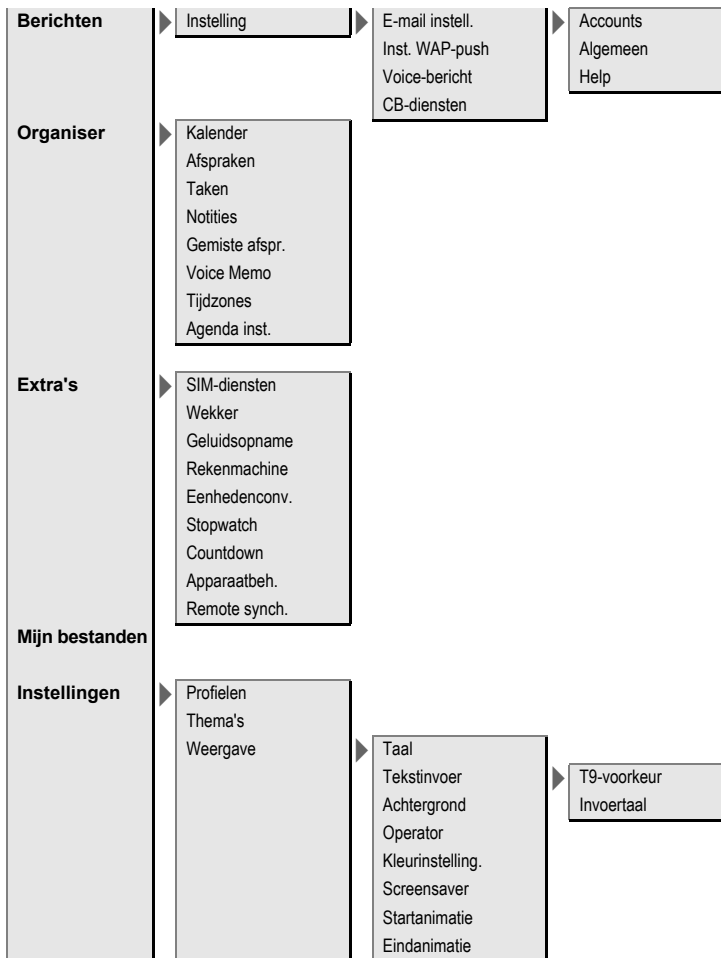 Berichten Instelling E-mail instell. Accounts
Inst. WAP-push Algemeen
Voice-bericht Help
CB-diensten
Organiser Kalender
Afspraken
Taken
Notities
Gemiste afspr.
Voice Memo
Tijdzones
Agenda inst.
Extra's SIM-diensten
Wekker
Geluidsopname
Rekenmachine
Eenhedenconv.
Stopwatch
Countdown
Apparaatbeh.
Remote synch.
Mijn bestanden
Instellingen Profielen
Thema's
Weergave Taal
Tekstinvoer T9-voorkeur
Achtergrond Invoertaal
Operator
Kleurinstelling.
Screensaver
Startanimatie
Eindanimatie